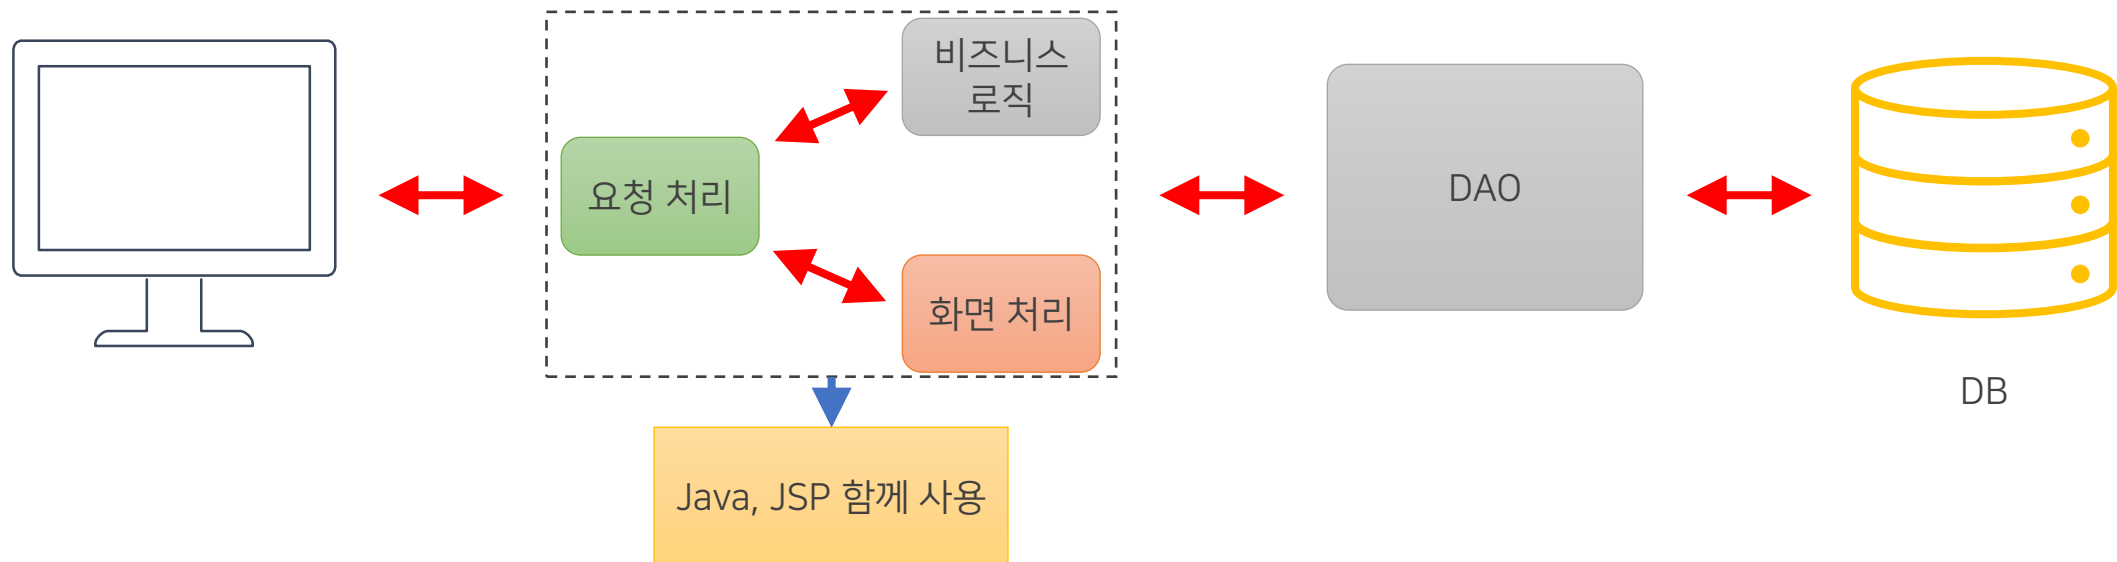 비즈니스
로직
요청 처리
화면 처리
DAO
DB
Java, JSP 함께 사용